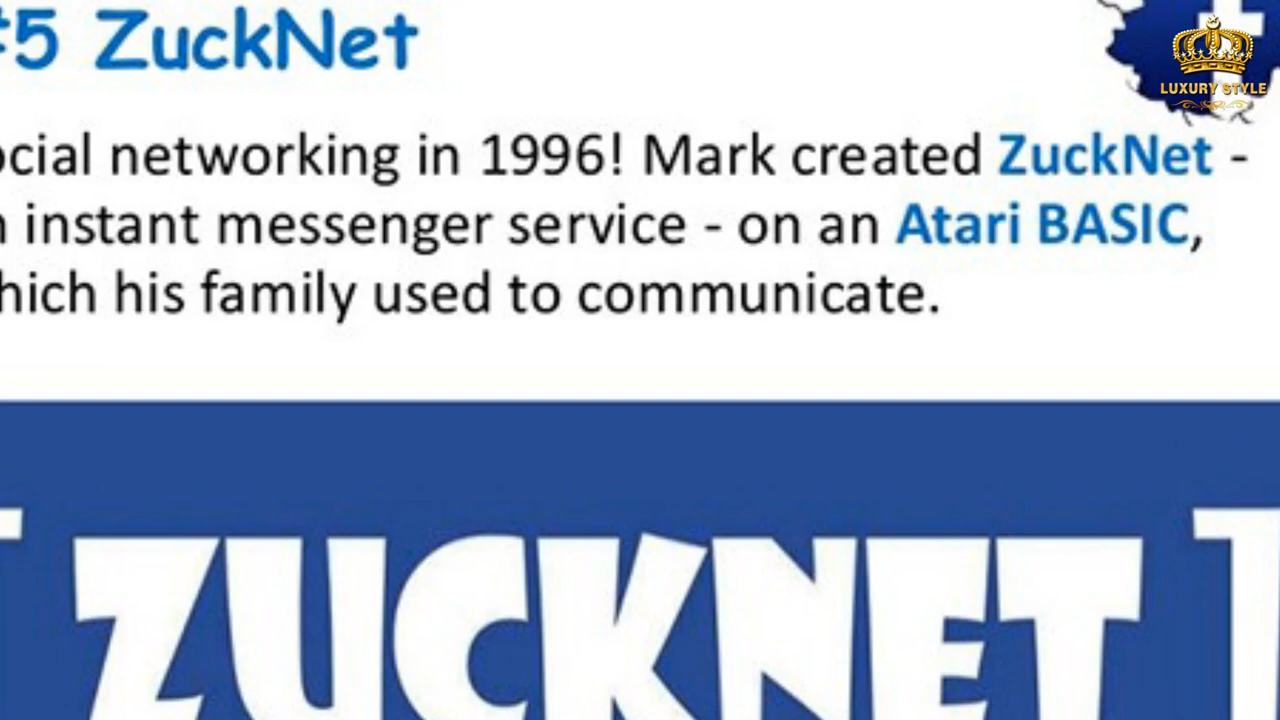 #5 ZuckNet
LUXURY STYLE
ocial networking in 1996! Mark created ZuckNet -
n instant messenger service - on an Atari BASIC,
hich his family used to communicate.
[ ZUCKNET ]